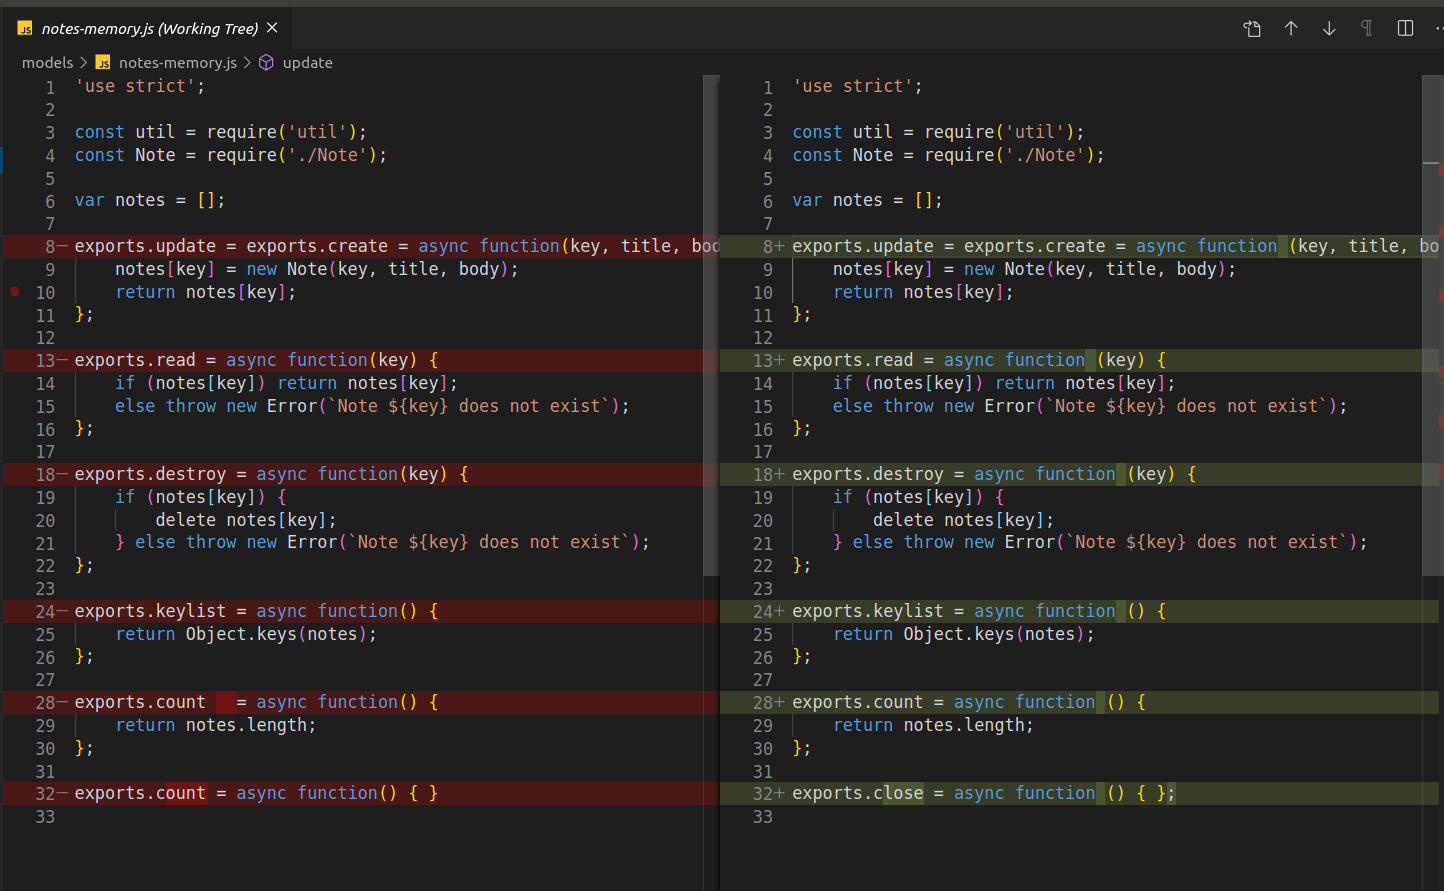 JS notes-memory.js (Working Tree)
models > JS notes-memory.js > update
1 'use strict';
2
3 const util = require('util');
4 const Note = require('./Note');
5
6 var notes = [];
7
8− exports.update = exports.create = async function(key, title, bod
9 notes[key] = new Note(key, title, body);
10 return notes[key];
11 };
12
13− exports.read = async function(key) {
14 if (notes[key]) return notes[key];
15 else throw new Error(`Note ${key} does not exist`);
16 };
17
18− exports.destroy = async function(key) {
19 if (notes[key]) {
20 delete notes[key];
21 } else throw new Error(`Note ${key} does not exist`);
22 };
23
24− exports.keylist = async function() {
25 return Object.keys(notes);
26 };
27
28− exports.count   = async function() {
29 return notes.length;
30 };
31
32− exports.count = async function() { }
33
1 'use strict';
2
3 const util = require('util');
4 const Note = require('./Note');
5
6 var notes = [];
7
8+ exports.update = exports.create = async function (key, title, bo
9 notes[key] = new Note(key, title, body);
10 return notes[key];
11 };
12
13+ exports.read = async function (key) {
14 if (notes[key]) return notes[key];
15 else throw new Error(`Note ${key} does not exist`);
16 };
17
18+ exports.destroy = async function (key) {
19 if (notes[key]) {
20 delete notes[key];
21 } else throw new Error(`Note ${key} does not exist`);
22 };
23
24+ exports.keylist = async function () {
25 return Object.keys(notes);
26 };
27
28+ exports.count = async function () {
29 return notes.length;
30 };
31
32+ exports.close = async function () { };
33